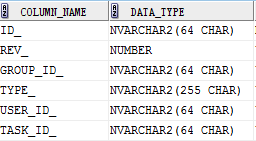 COLUMN_NAME DATA_TYPE
ID_ NVARCHAR2(64 CHAR)
REV_ NUMBER
GROUP_ID_ NVARCHAR2(64 CHAR)
TYPE_ NVARCHAR2(255 CHAR)
USER_ID_ NVARCHAR2(64 CHAR)
TASK_ID_ NVARCHAR2(64 CHAR)